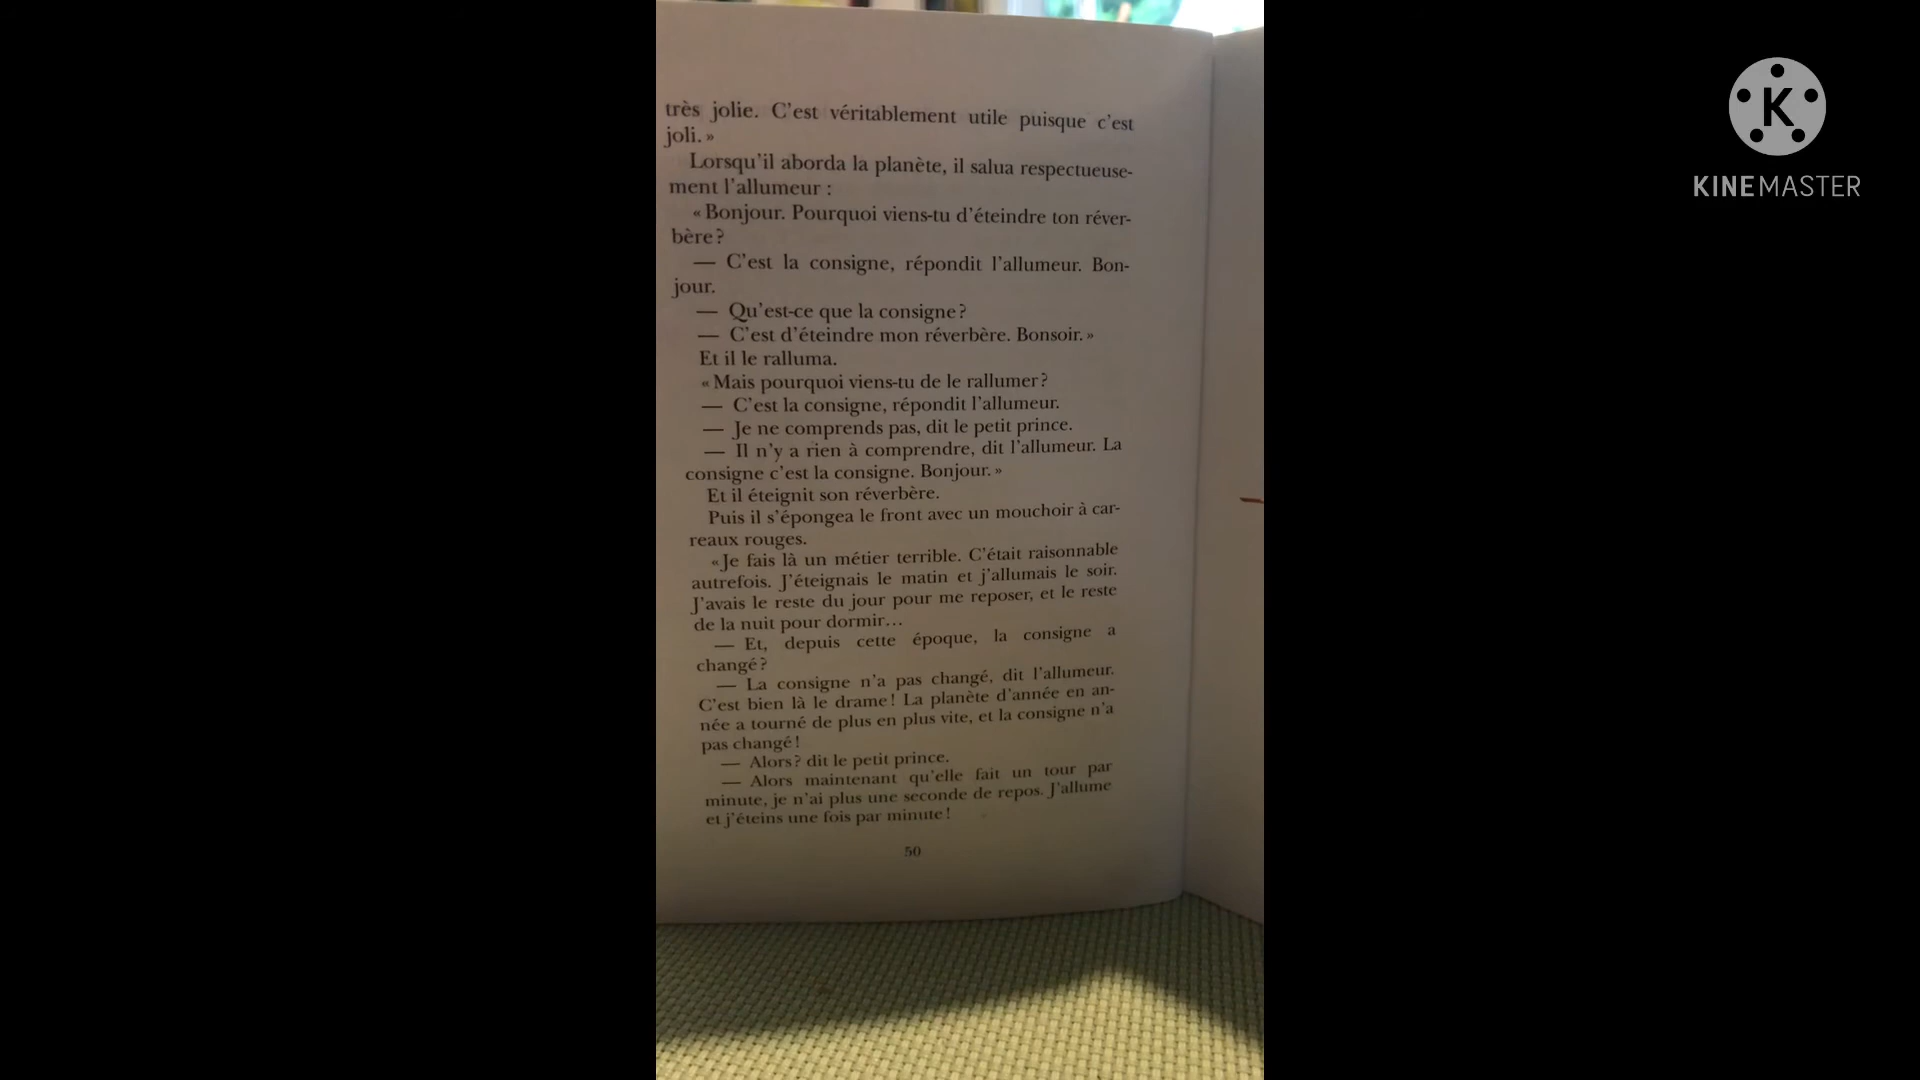 très jolie. C'est véritablement utile puisque c'est
joli. »
Lorsqu'il aborda la planète, il salua respectueuse-
ment l'allumeur :
« Bonjour. Pourquoi viens-tu d'éteindre ton réver-
bère ?
— C'est la consigne, répondit l'allumeur. Bon-
jour.
— Qu'est-ce que la consigne ?
— C'est d'éteindre mon réverbère. Bonsoir. »
Et il le ralluma.
« Mais pourquoi viens-tu de le rallumer ?
— C'est la consigne, répondit l'allumeur.
— Je ne comprends pas, dit le petit prince.
— Il n'y a rien à comprendre, dit l'allumeur. La
consigne c'est la consigne. Bonjour. »
Et il éteignit son réverbère.
Puis il s'épongea le front avec un mouchoir à car-
reaux rouges.
« Je fais là un métier terrible. C'était raisonnable
autrefois. J'éteignais le matin et j'allumais le soir.
J'avais le reste du jour pour me reposer, et le reste
de la nuit pour dormir…
— Et, depuis cette époque, la consigne a
changé ?
— La consigne n'a pas changé, dit l'allumeur.
C'est bien là le drame ! La planète d'année en an-
née a tourné de plus en plus vite, et la consigne n'a
pas changé !
— Alors ? dit le petit prince.
— Alors maintenant qu'elle fait un tour par
minute, je n'ai plus une seconde de repos. J'allume
et j'éteins une fois par minute !
50
K
KINEMASTER